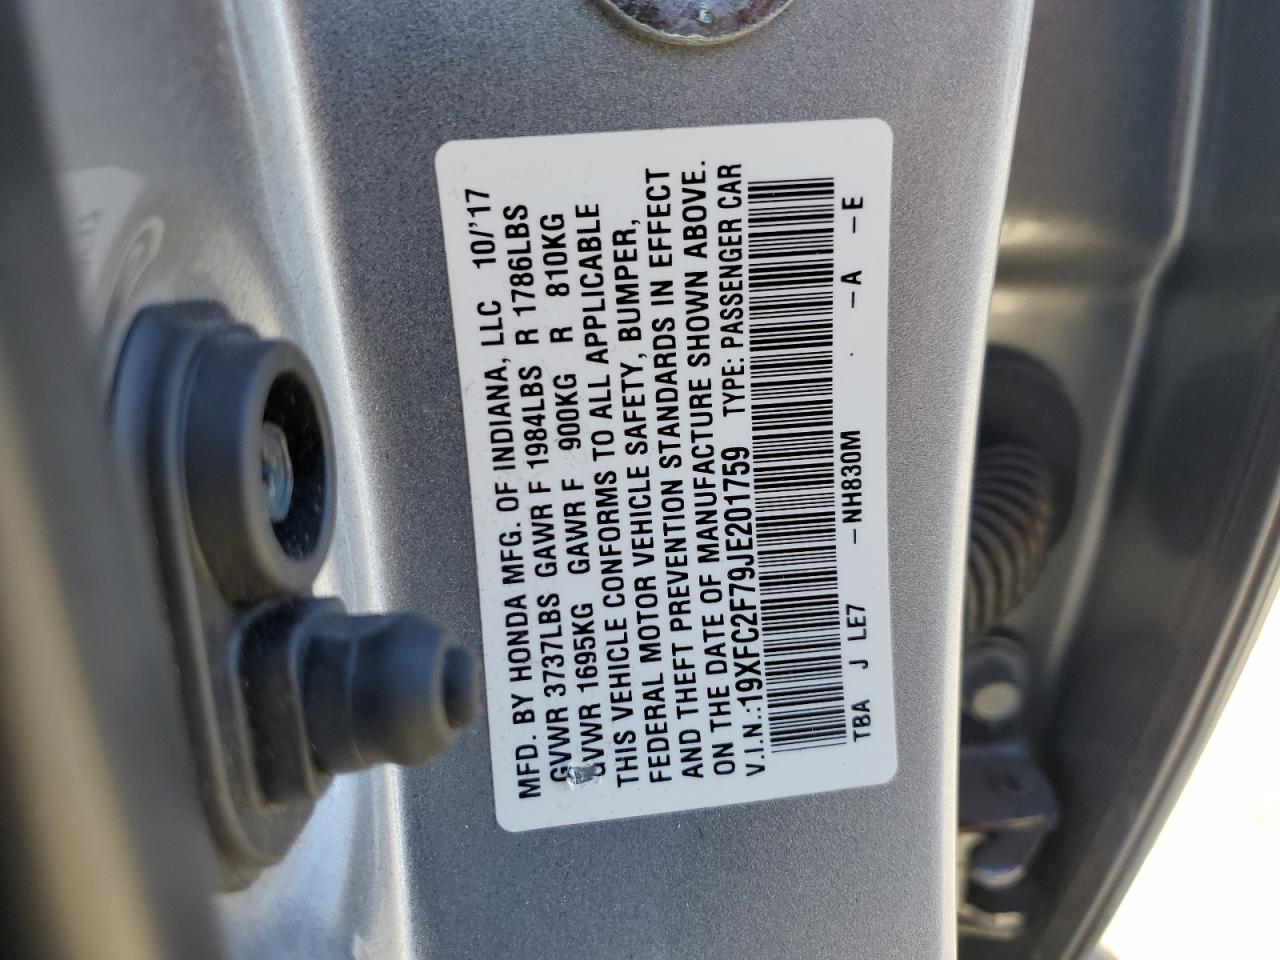 MFD. BY HONDA MFG. OF INDIANA, LLC 10/'17
GVWR 3737LBS GAWR F 1984LBS R 1786LBS
GVWR 1695KG GAWR F 900KG R 810KG
THIS VEHICLE CONFORMS TO ALL APPLICABLE
FEDERAL MOTOR VEHICLE SAFETY, BUMPER,
AND THEFT PREVENTION STANDARDS IN EFFECT
ON THE DATE OF MANUFACTURE SHOWN ABOVE.
V.I.N.:19XFC2F79JE201759 TYPE: PASSENGER CAR
TBA J LE7 -NH830M -A -E